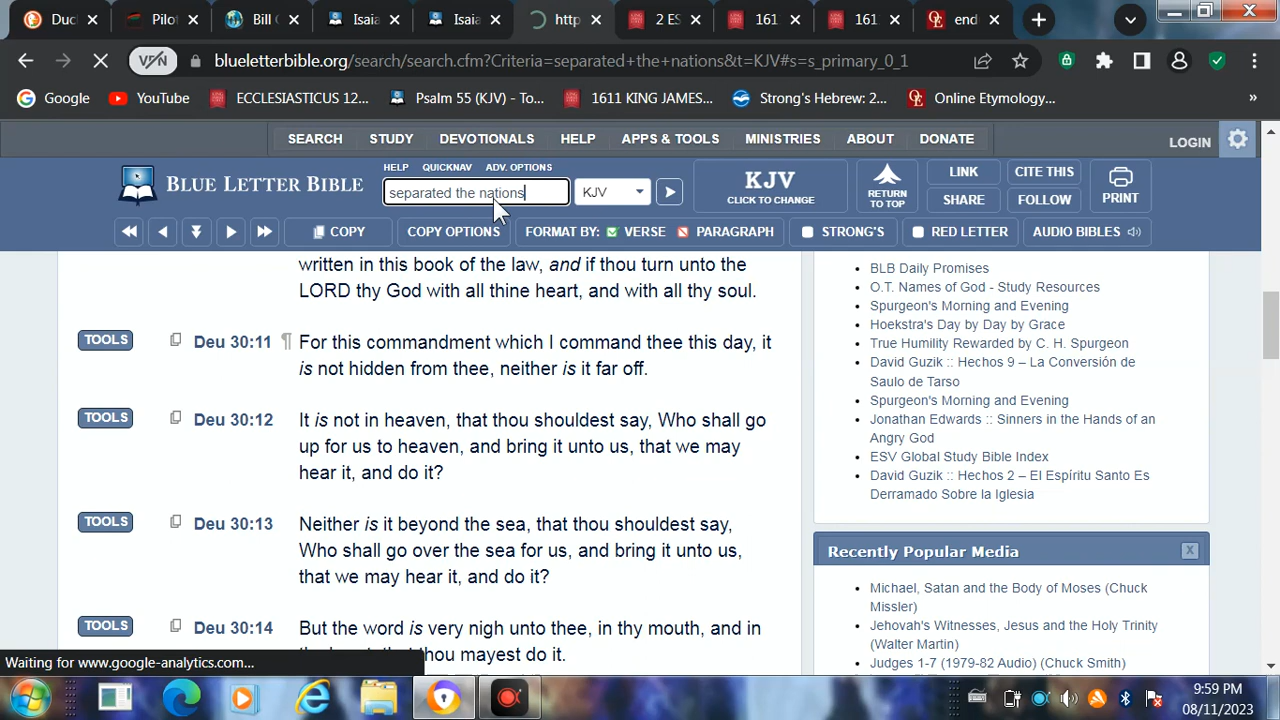 Duc
Pilot
Bill G
Isaia
Isaia
http
2 ES
161
161
end
VPN
blueletterbible.org/search/search.cfm?Criteria=separated+the+nations&t=KJV#s=s_primary_0_1
Google
YouTube
ECCLESIASTICUS 12...
Psalm 55 (KJV) - To...
1611 KING JAMES...
Strong's Hebrew: 2...
Online Etymology...
»
SEARCH
STUDY
DEVOTIONALS
HELP
APPS & TOOLS
MINISTRIES
ABOUT
DONATE
LOGIN
BLUE LETTER BIBLE
HELP
QUICKNAV
ADV. OPTIONS
separated the nations
KJV
KJV
CLICK TO CHANGE
RETURN
TO TOP
LINK
CITE THIS
SHARE
FOLLOW
PRINT
COPY
COPY OPTIONS
FORMAT BY:
VERSE
PARAGRAPH
STRONG'S
RED LETTER
AUDIO BIBLES
written in this book of the law, and if thou turn unto the
LORD thy God with all thine heart, and with all thy soul.
TOOLS
Deu 30:11
¶ For this commandment which I command thee this day, it
is not hidden from thee, neither is it far off.
TOOLS
Deu 30:12
It is not in heaven, that thou shouldest say, Who shall go
up for us to heaven, and bring it unto us, that we may
hear it, and do it?
TOOLS
Deu 30:13
Neither is it beyond the sea, that thou shouldest say,
Who shall go over the sea for us, and bring it unto us,
that we may hear it, and do it?
TOOLS
Deu 30:14
But the word is very nigh unto thee, in thy mouth, and in
thou mayest do it.
BLB Daily Promises
O.T. Names of God - Study Resources
Spurgeon's Morning and Evening
Hoekstra's Day by Day by Grace
True Humility Rewarded by C. H. Spurgeon
David Guzik :: Hechos 9 – La Conversión de
Saulo de Tarso
Spurgeon's Morning and Evening
Jonathan Edwards :: Sinners in the Hands of an
Angry God
ESV Global Study Bible Index
David Guzik :: Hechos 2 – El Espíritu Santo Es
Derramado Sobre la Iglesia
Recently Popular Media
X
Michael, Satan and the Body of Moses (Chuck
Missler)
Jehovah's Witnesses, Jesus and the Holy Trinity
(Walter Martin)
Judges 1-7 (1979-82 Audio) (Chuck Smith)
Waiting for www.google-analytics.com...
9:59 PM
08/11/2023